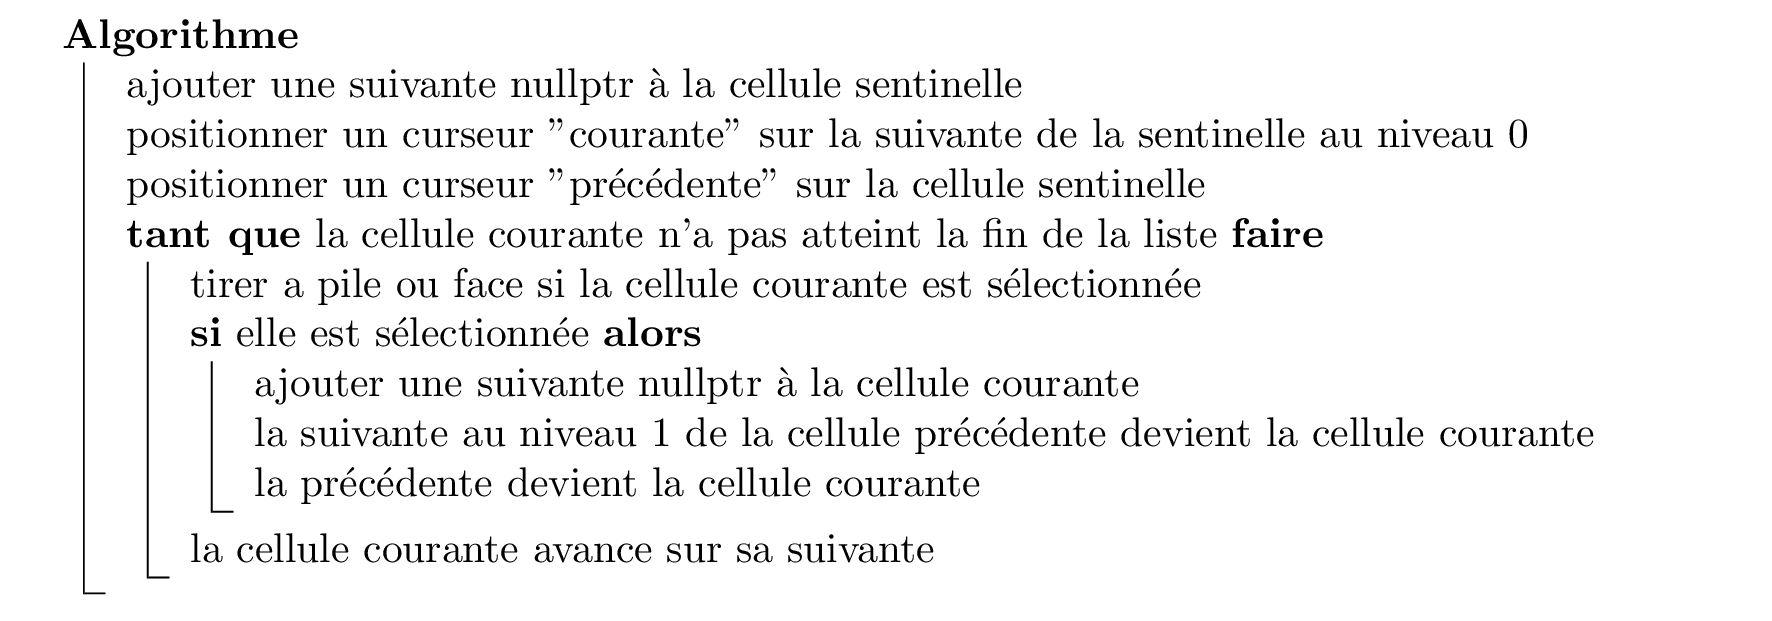 Algorithme
ajouter une suivante nullptr à la cellule sentinelle
positionner un curseur ”courante” sur la suivante de la sentinelle au niveau 0
positionner un curseur ”précédente” sur la cellule sentinelle
tant que la cellule courante n’a pas atteint la fin de la liste faire
tirer a pile ou face si la cellule courante est sélectionnée
si elle est sélectionnée alors
ajouter une suivante nullptr à la cellule courante
la suivante au niveau 1 de la cellule précédente devient la cellule courante
la précédente devient la cellule courante
la cellule courante avance sur sa suivante